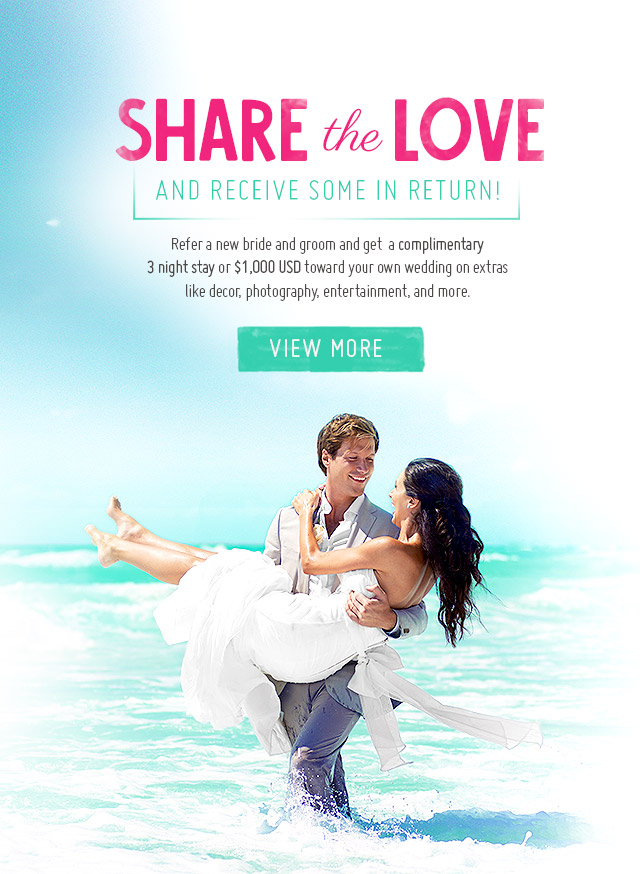 SHARE the LOVE
AND RECEIVE SOME IN RETURN!
Refer a new bride and groom and get a complimentary
3 night stay or $1,000 USD toward your own wedding on extras
like decor, photography, entertainment, and more.
VIEW MORE